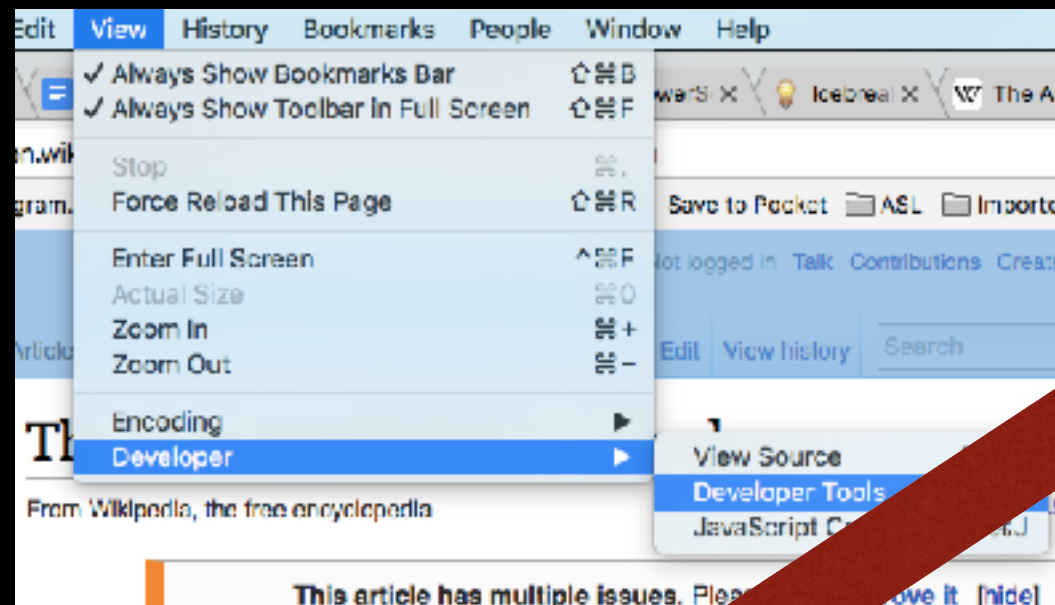 Edit View History Bookmarks People Window Help
✓ Always Show Bookmarks Bar ⇧⌘B
✓ Always Show Toolbar in Full Screen ⇧⌘F
Icebreal The A
Stop ⌘.
Force Reload This Page ⇧⌘R
Save to Pocket ASL Importe
Enter Full Screen ^⌘F
Not logged in Talk Contributions Create
Actual Size ⌘0
Zoom In ⌘+
Zoom Out ⌘−
Article Edit View history Search
Encoding
Developer
View Source
Developer Tools
JavaScript
From Wikipedia, the free encyclopedia
This article has multiple issues. [hide]